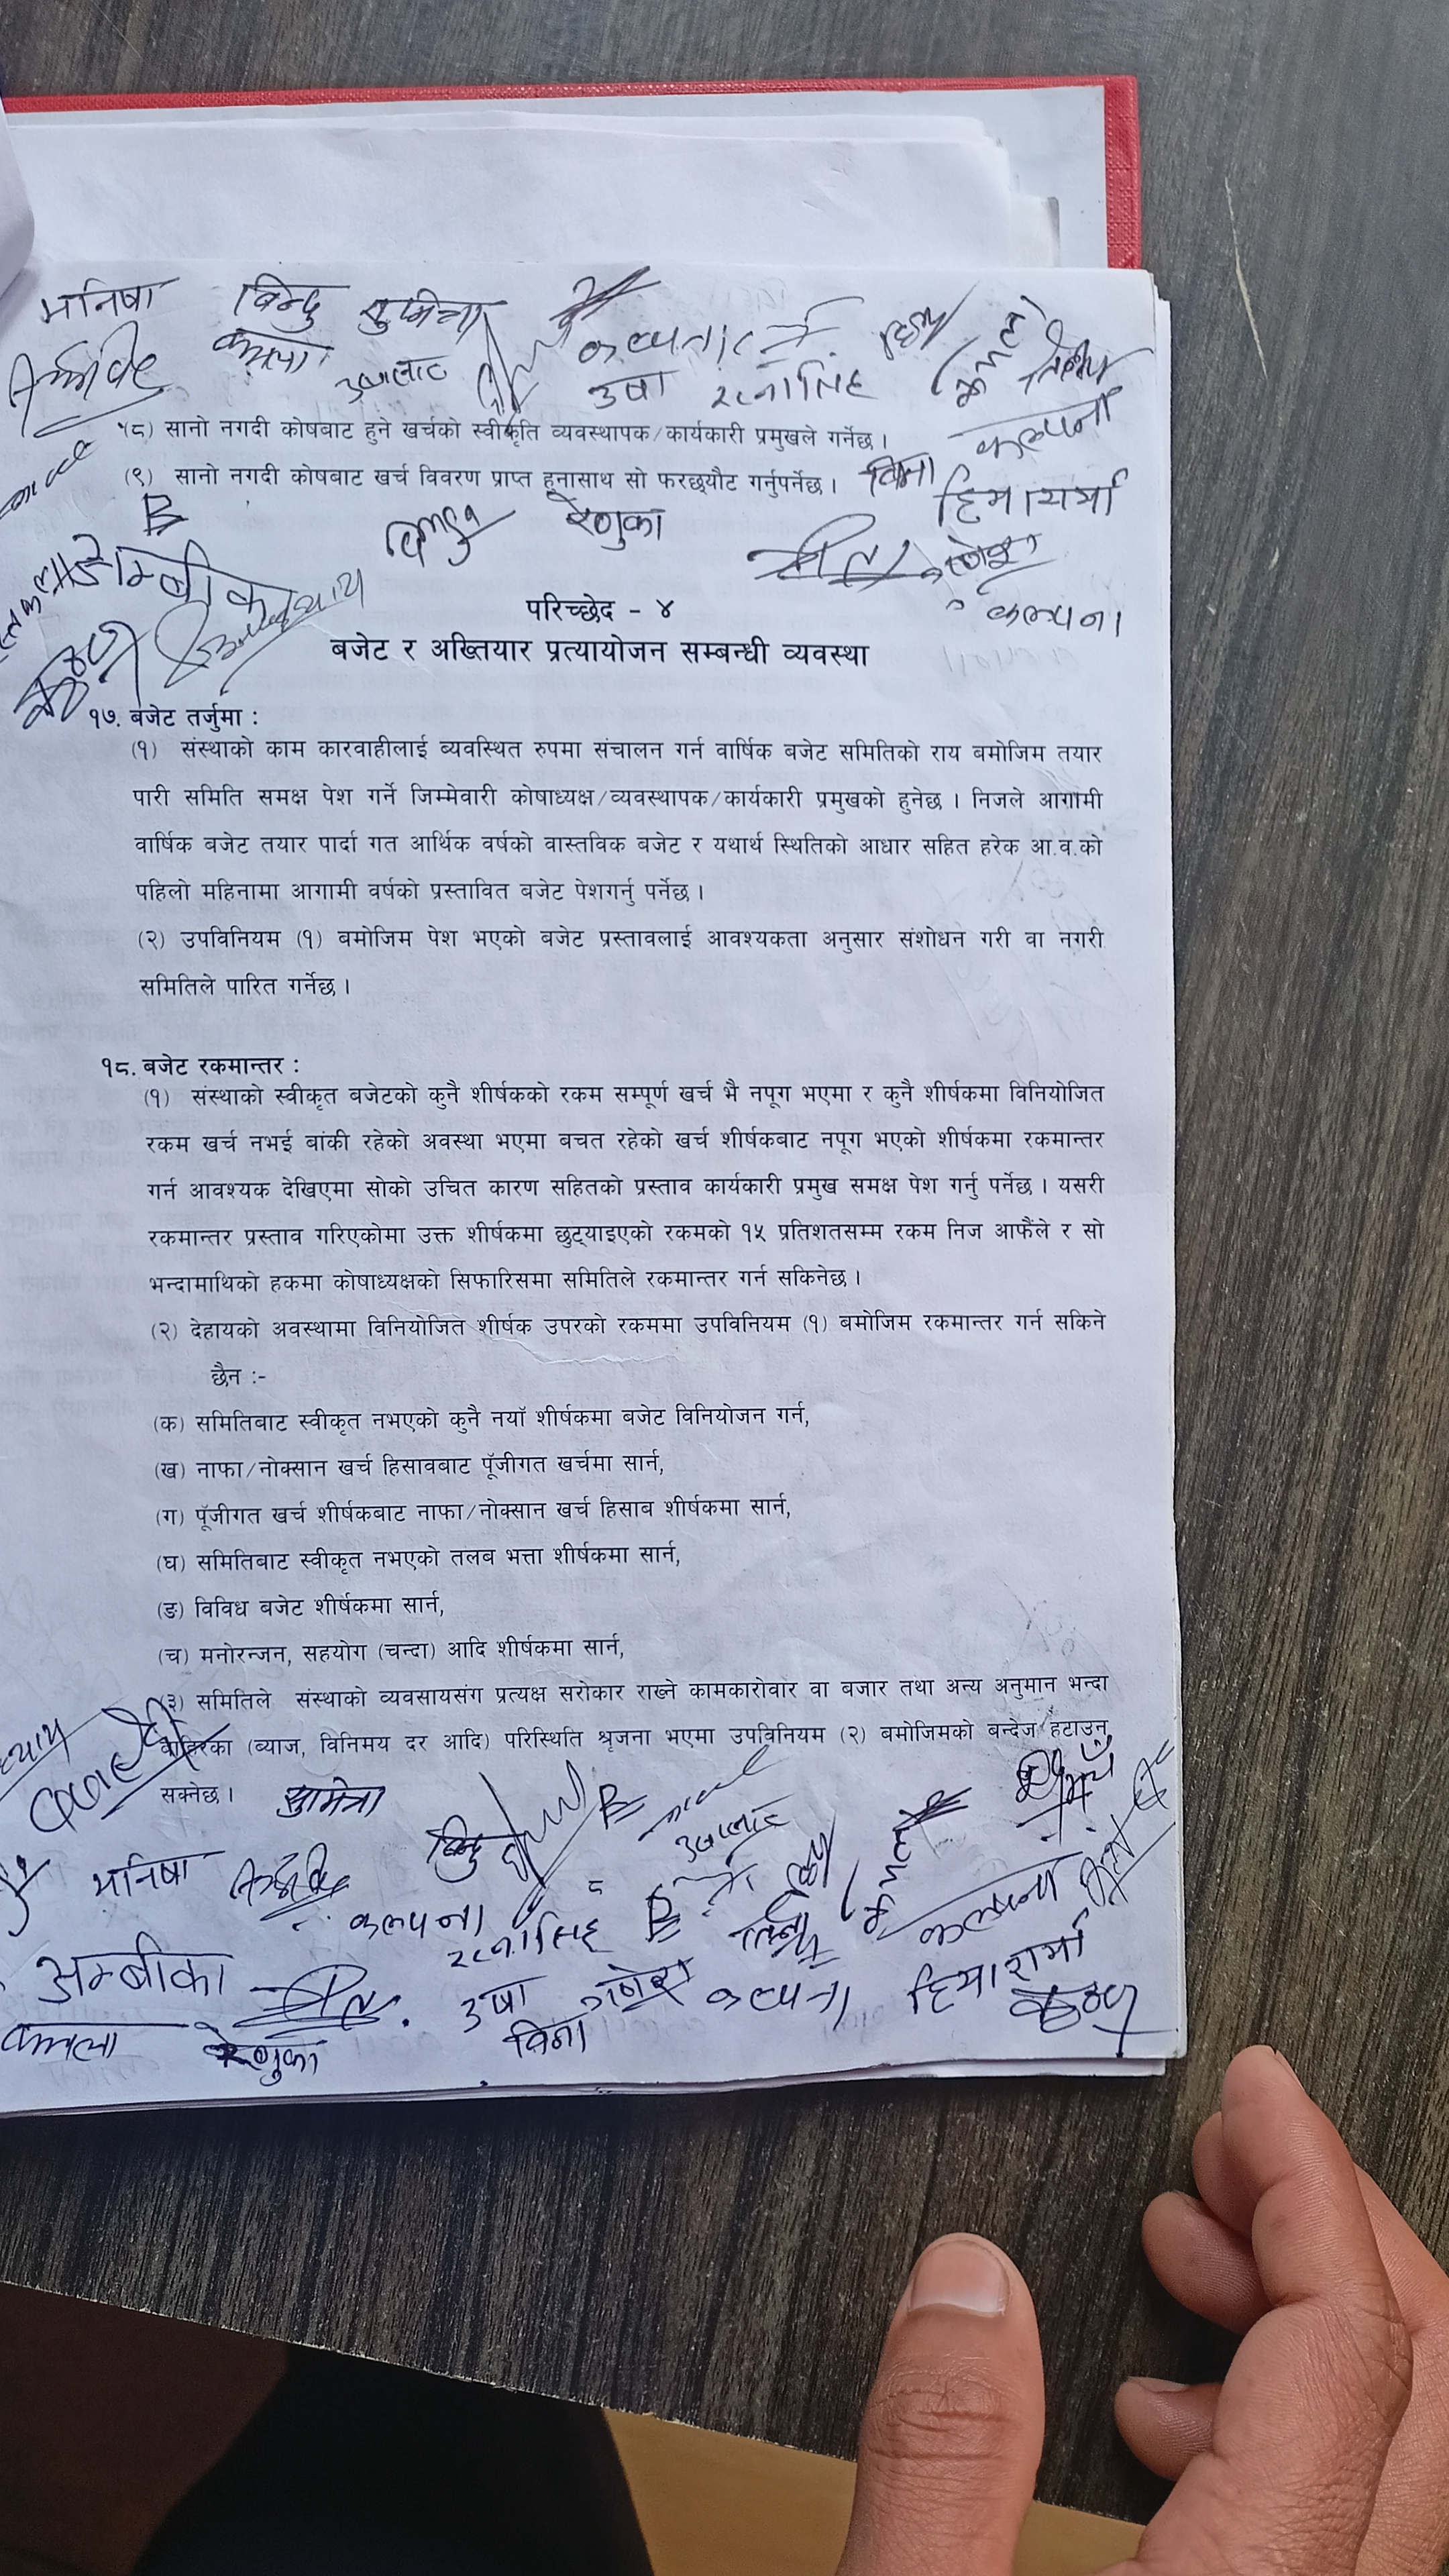 मनिषा बिन्दु सुमित्रा
कमला
उषा रत्नासिंह
कल्पना
(८) सानो नगदी कोषबाट हुने खर्चको स्वीकृति व्यवस्थापक/कार्यकारी प्रमुखले गर्नेछ ।
(९) सानो नगदी कोषबाट खर्च विवरण प्राप्त हुनासाथ सो फरछ्यौट गर्नुपर्नेछ । बिना
हिमा शर्मा
रेणुका
अम्बीका
गणेश
कल्पना
परिच्छेद - ४
बजेट र अख्तियार प्रत्यायोजन सम्बन्धी व्यवस्था
१७. बजेट तर्जुमा :
(१) संस्थाको काम कारवाहीलाई ब्यवस्थित रुपमा संचालन गर्न वार्षिक बजेट समितिको राय बमोजिम तयार
पारी समिति समक्ष पेश गर्ने जिम्मेवारी कोषाध्यक्ष/व्यवस्थापक/कार्यकारी प्रमुखको हुनेछ । निजले आगामी
वार्षिक बजेट तयार पार्दा गत आर्थिक वर्षको वास्तविक बजेट र यथार्थ स्थितिको आधार सहित हरेक आ.व.को
पहिलो महिनामा आगामी वर्षको प्रस्तावित बजेट पेशगर्नु पर्नेछ ।
(२) उपविनियम (१) बमोजिम पेश भएको बजेट प्रस्तावलाई आवश्यकता अनुसार संशोधन गरी वा नगरी
समितिले पारित गर्नेछ ।
१८. बजेट रकमान्तर :
(१) संस्थाको स्वीकृत बजेटको कुनै शीर्षकको रकम सम्पूर्ण खर्च भै नपूग भएमा र कुनै शीर्षकमा विनियोजित
रकम खर्च नभई बांकी रहेको अवस्था भएमा बचत रहेको खर्च शीर्षकबाट नपूग भएको शीर्षकमा रकमान्तर
गर्न आवश्यक देखिएमा सोको उचित कारण सहितको प्रस्ताव कार्यकारी प्रमुख समक्ष पेश गर्नु पर्नेछ । यसरी
रकमान्तर प्रस्ताव गरिएकोमा उक्त शीर्षकमा छुट्याइएको रकमको १५ प्रतिशतसम्म रकम निज आफैंले र सो
भन्दामाथिको हकमा कोषाध्यक्षको सिफारिसमा समितिले रकमान्तर गर्न सकिनेछ ।
(२) देहायको अवस्थामा विनियोजित शीर्षक उपरको रकममा उपविनियम (१) बमोजिम रकमान्तर गर्न सकिने
छैन :-
(क) समितिबाट स्वीकृत नभएको कुनै नयाँ शीर्षकमा बजेट विनियोजन गर्न,
(ख) नाफा/नोक्सान खर्च हिसावबाट पूँजीगत खर्चमा सार्न,
(ग) पूँजीगत खर्च शीर्षकबाट नाफा/नोक्सान खर्च हिसाब शीर्षकमा सार्न,
(घ) समितिबाट स्वीकृत नभएको तलब भत्ता शीर्षकमा सार्न,
(ङ) विविध बजेट शीर्षकमा सार्न,
(च) मनोरन्जन, सहयोग (चन्दा) आदि शीर्षकमा सार्न,
(३) समितिले संस्थाको व्यवसायसंग प्रत्यक्ष सरोकार राख्ने कामकारोवार वा बजार तथा अन्य अनुमान भन्दा
बाहिरका (ब्याज, विनिमय दर आदि) परिस्थिति श्रृजना भएमा उपविनियम (२) बमोजिमको बन्देज हटाउन
सक्नेछ । सुमित्रा
मनिषा बिन्दु
कल्पना रत्नासिंह कल्पना
अम्बीका उषा गणेश कल्पना हिमा शर्मा
कमला रेणुका बिना